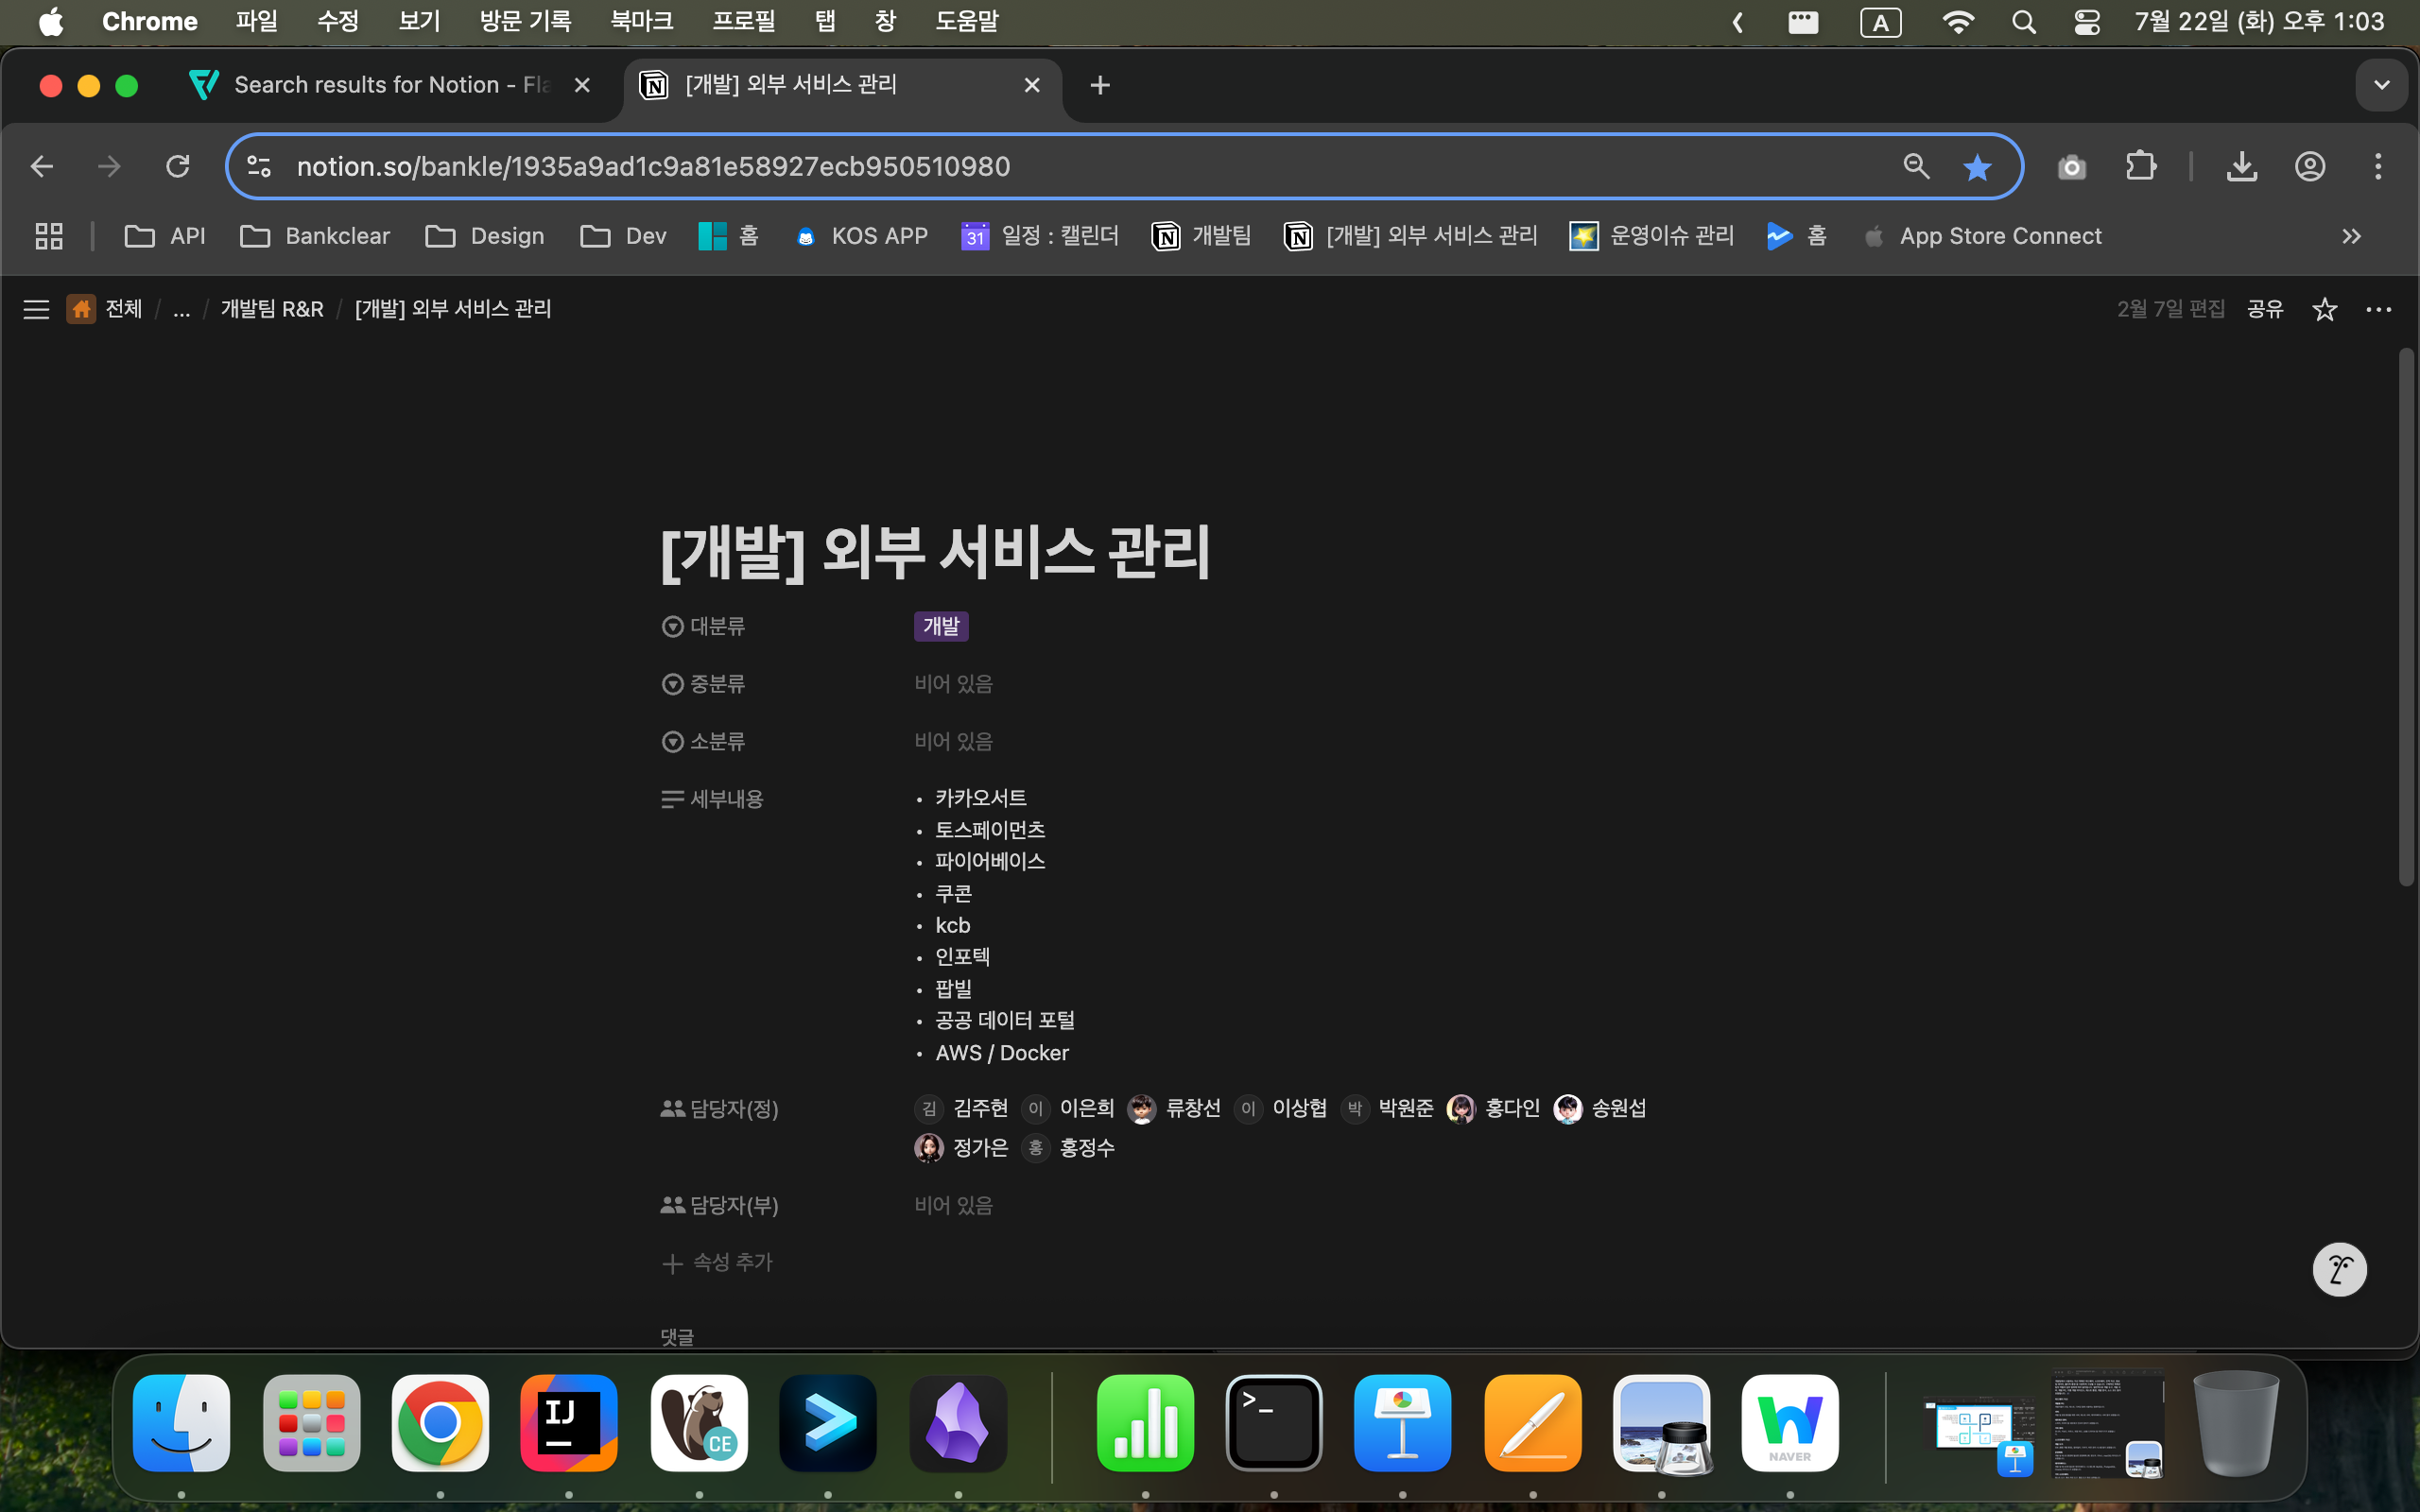 Chrome 파일 수정 보기 방문 기록 북마크 프로필 탭 창 도움말 A 7월 22일 (화) 오후 1:03
Search results for Notion - Fla [개발] 외부 서비스 관리
notion.so/bankle/1935a9ad1c9a81e58927ecb950510980
API Bankclear Design Dev 홈 KOS APP 31 일정 : 캘린더 개발팀 [개발] 외부 서비스 관리 운영이슈 관리 홈 App Store Connect
전체 / ... / 개발팀 R&R / [개발] 외부 서비스 관리 2월 7일 편집 공유
[개발] 외부 서비스 관리
대분류 개발
중분류 비어 있음
소분류 비어 있음
세부내용 • 카카오서트
• 토스페이먼츠
• 파이어베이스
• 쿠콘
• kcb
• 인포텍
• 팝빌
• 공공 데이터 포털
• AWS / Docker
담당자(정) 김 김주현 이 이은희 류창선 이 이상협 박 박원준 홍다인 송원섭
정가은 홍 홍정수
담당자(부) 비어 있음
속성 추가
댓글
IJ
CE
NAVER